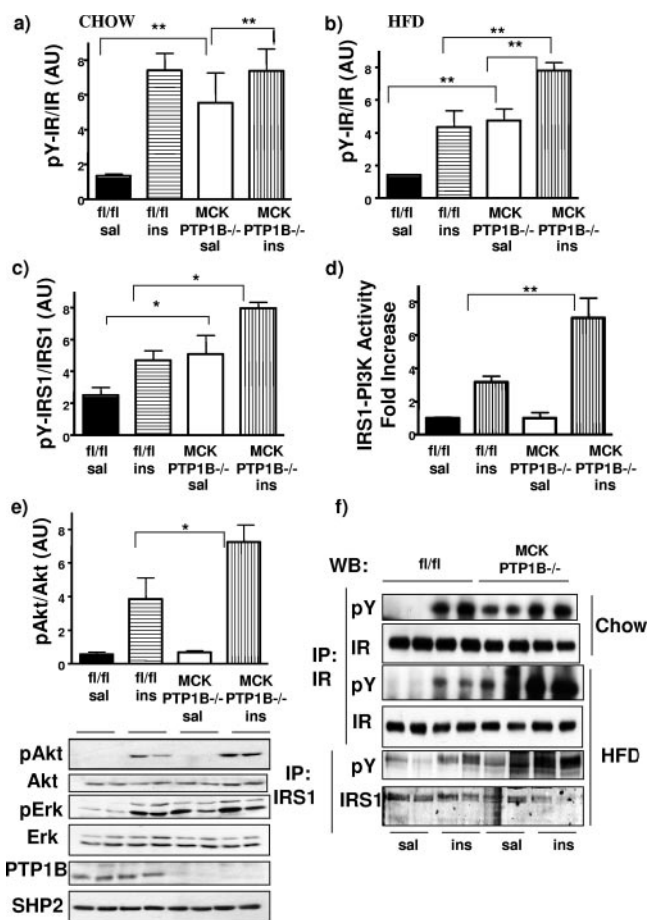 a) CHOW
pY-IR/IR (AU)
8
6
4
2
0
** **
fl/fl sal
fl/fl ins
MCK PTP1B-/- sal
MCK PTP1B-/- ins
b) HFD
pY-IR/IR (AU)
8
6
4
2
0
** ** **
fl/fl sal
fl/fl ins
MCK PTP1B-/- sal
MCK PTP1B-/- ins
c)
pY-IRS1/IRS1 (AU)
8
6
4
2
0
* *
fl/fl sal
fl/fl ins
MCK PTP1B-/- sal
MCK PTP1B-/- ins
d)
IRS1-PI3K Activity
Fold Increase
8
6
4
2
0
**
fl/fl sal
fl/fl ins
MCK PTP1B-/- sal
MCK PTP1B-/- ins
e)
pAkt/Akt (AU)
8
6
4
2
0
*
fl/fl sal
fl/fl ins
MCK PTP1B-/- sal
MCK PTP1B-/- ins
pAkt
Akt
pErk
Erk
PTP1B
SHP2
f)
WB: fl/fl MCK PTP1B-/-
IP: IR
pY
IR
Chow
pY
IR
HFD
IP: IRS1
pY
IRS1
sal ins sal ins